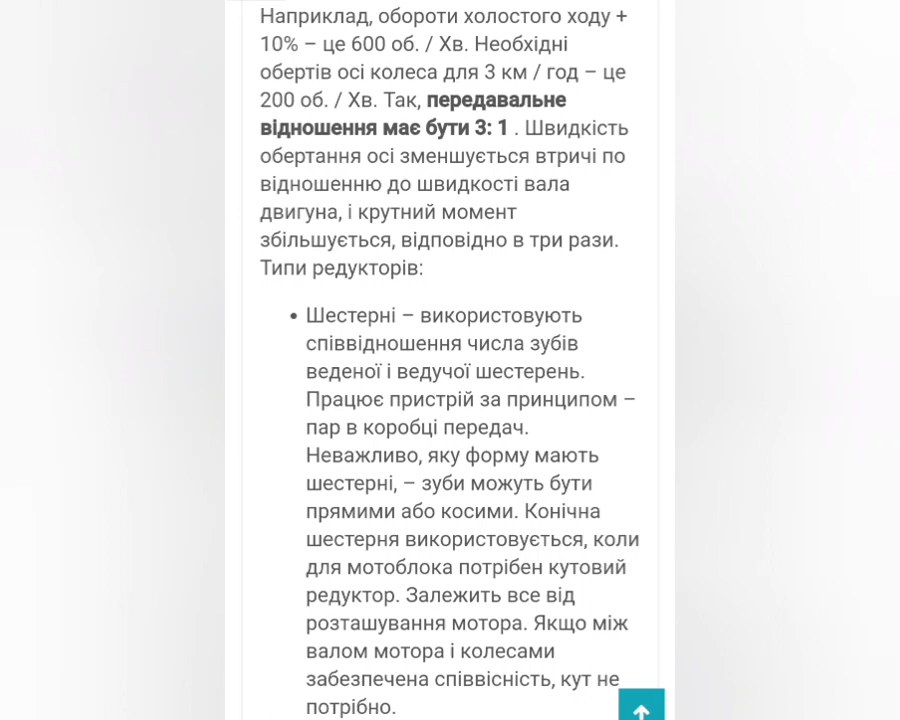 Наприклад, обороти холостого ходу +
10% – це 600 об. / Хв. Необхідні
обертів осі колеса для 3 км / год – це
200 об. / Хв. Так, передавальне
відношення має бути 3: 1 . Швидкість
обертання осі зменшується втричі по
відношенню до швидкості вала
двигуна, і крутний момент
збільшується, відповідно в три рази.
Типи редукторів:
• Шестерні – використовують
співвідношення числа зубів
веденої і ведучої шестерень.
Працює пристрій за принципом –
пар в коробці передач.
Неважливо, яку форму мають
шестерні, – зуби можуть бути
прямими або косими. Конічна
шестерня використовується, коли
для мотоблока потрібен кутовий
редуктор. Залежить все від
розташування мотора. Якщо між
валом мотора і колесами
забезпечена співвісність, кут не
потрібно.